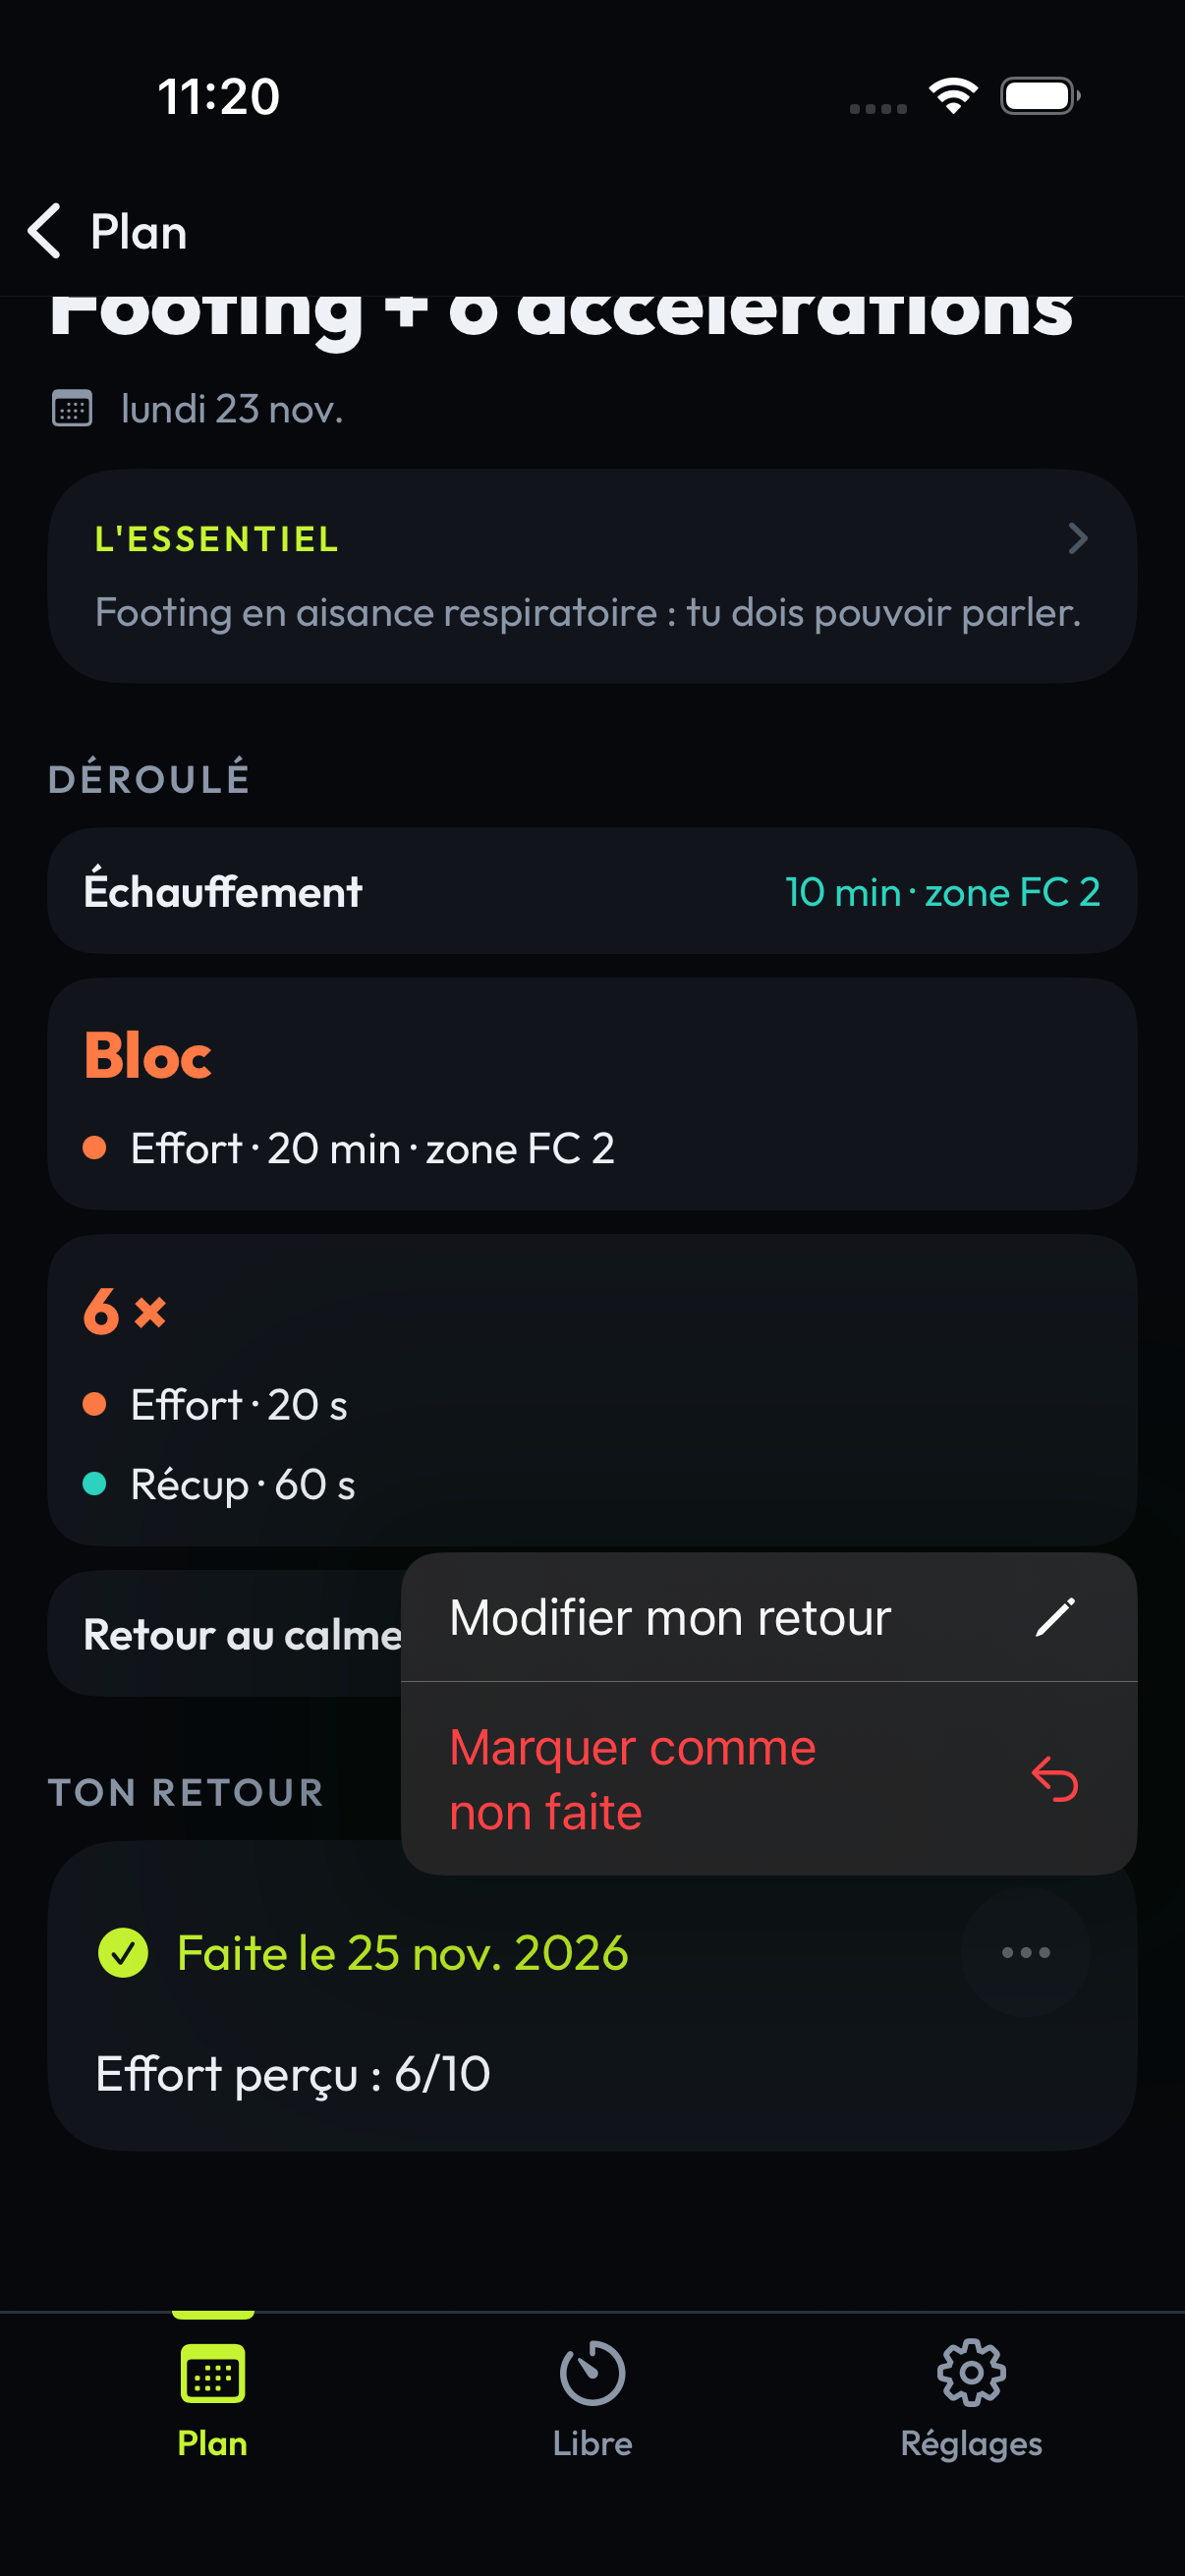 11:20
Plan
Footing + 6 accélérations
lundi 23 nov.
L'ESSENTIEL
Footing en aisance respiratoire : tu dois pouvoir parler.
DÉROULÉ
Échauffement
10 min · zone FC 2
Bloc
Effort · 20 min · zone FC 2
6 ×
Effort · 20 s
Récup · 60 s
Retour au calme
Modifier mon retour
Marquer comme
non faite
TON RETOUR
Faite le 25 nov. 2026
Effort perçu : 6/10
Plan
Libre
Réglages